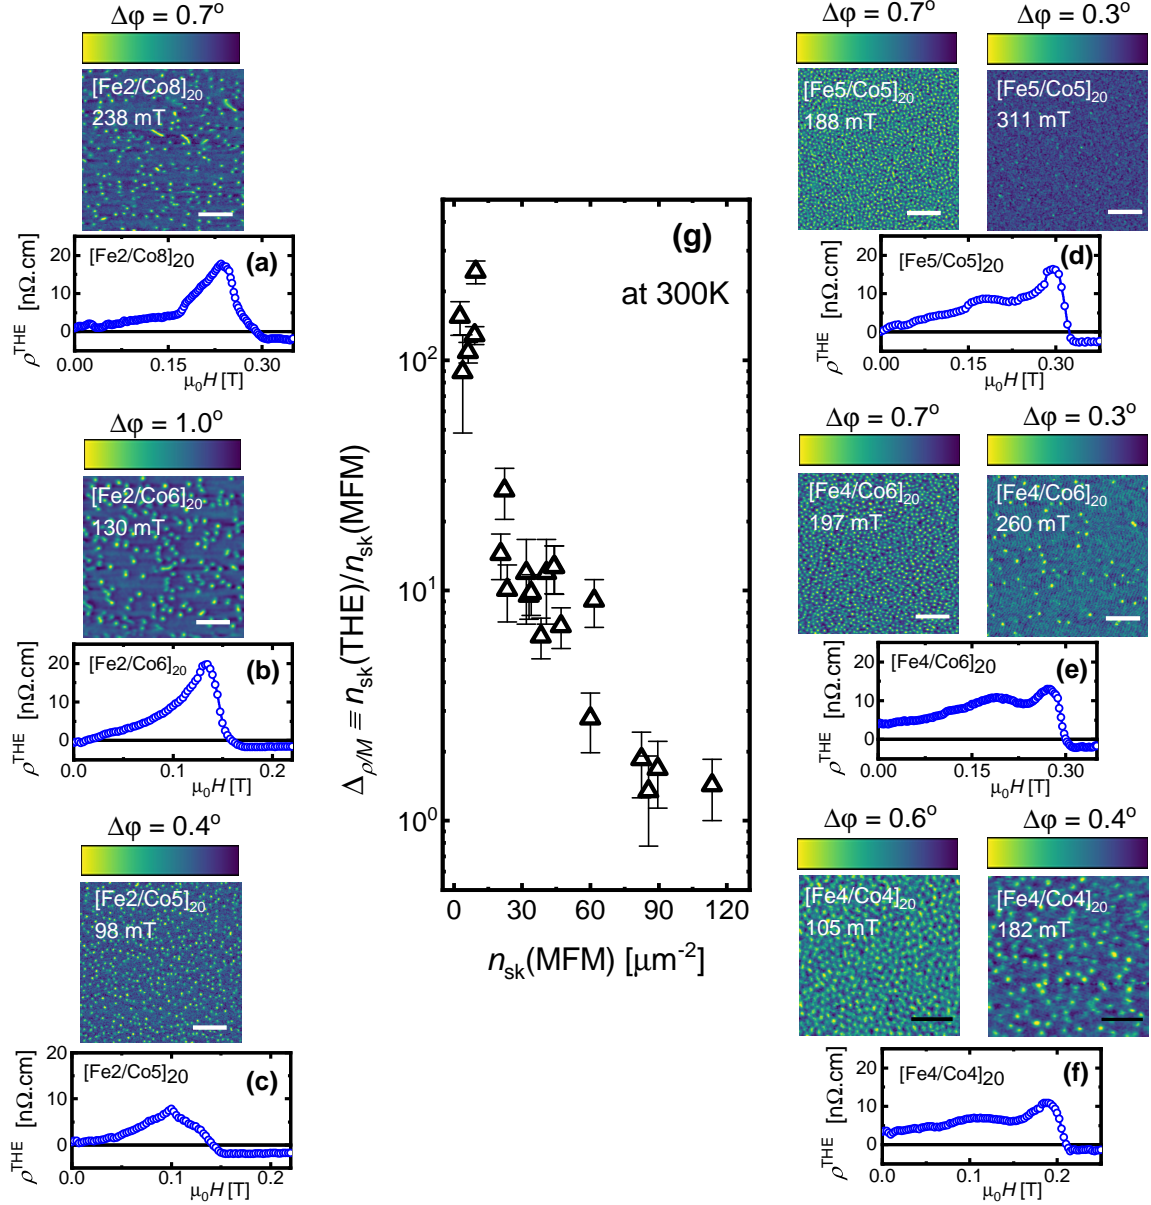 Δφ = 0.7°
[Fe2/Co8]20
238 mT
ρTHE [nΩ.cm]
20
10
0
[Fe2/Co8]20
(a)
0.00
0.15
0.30
μ0H [T]
Δφ = 1.0°
[Fe2/Co6]20
130 mT
ρTHE [nΩ.cm]
20
10
0
[Fe2/Co6]20
(b)
0.0
0.1
0.2
μ0H [T]
Δφ = 0.4°
[Fe2/Co5]20
98 mT
ρTHE [nΩ.cm]
20
10
0
[Fe2/Co5]20
(c)
0.0
0.1
0.2
μ0H [T]
(g)
at 300K
Δρ/M ≡ nsk(THE)/nsk(MFM)
10²
10¹
10⁰
0
30
60
90
120
nsk(MFM) [μm-2]
Δφ = 0.7°
[Fe5/Co5]20
188 mT
Δφ = 0.3°
[Fe5/Co5]20
311 mT
ρTHE [nΩ.cm]
20
10
0
[Fe5/Co5]20
(d)
0.00
0.15
0.30
μ0H [T]
Δφ = 0.7°
[Fe4/Co6]20
197 mT
Δφ = 0.3°
[Fe4/Co6]20
260 mT
ρTHE [nΩ.cm]
20
10
0
[Fe4/Co6]20
(e)
0.00
0.15
0.30
μ0H [T]
Δφ = 0.6°
[Fe4/Co4]20
105 mT
Δφ = 0.4°
[Fe4/Co4]20
182 mT
ρTHE [nΩ.cm]
20
10
0
[Fe4/Co4]20
(f)
0.0
0.1
0.2
μ0H [T]